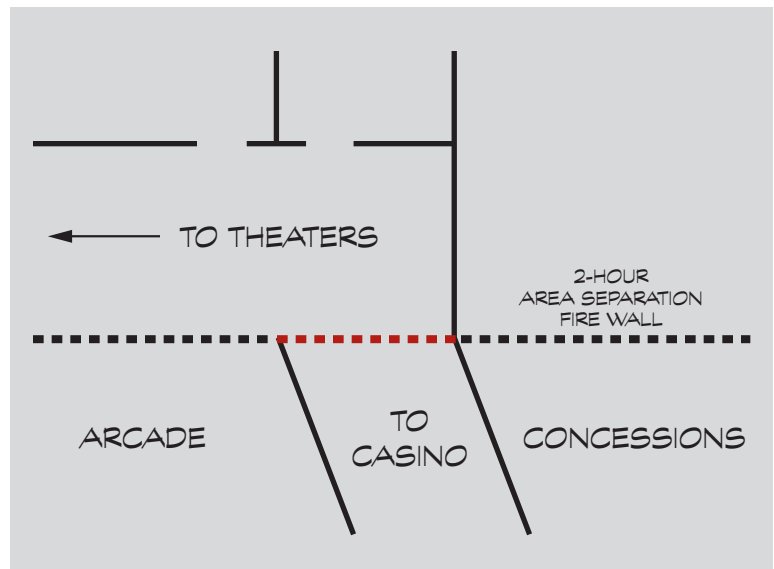 TO THEATERS
2-HOUR
AREA SEPARATION
FIRE WALL
ARCADE
TO
CASINO
CONCESSIONS